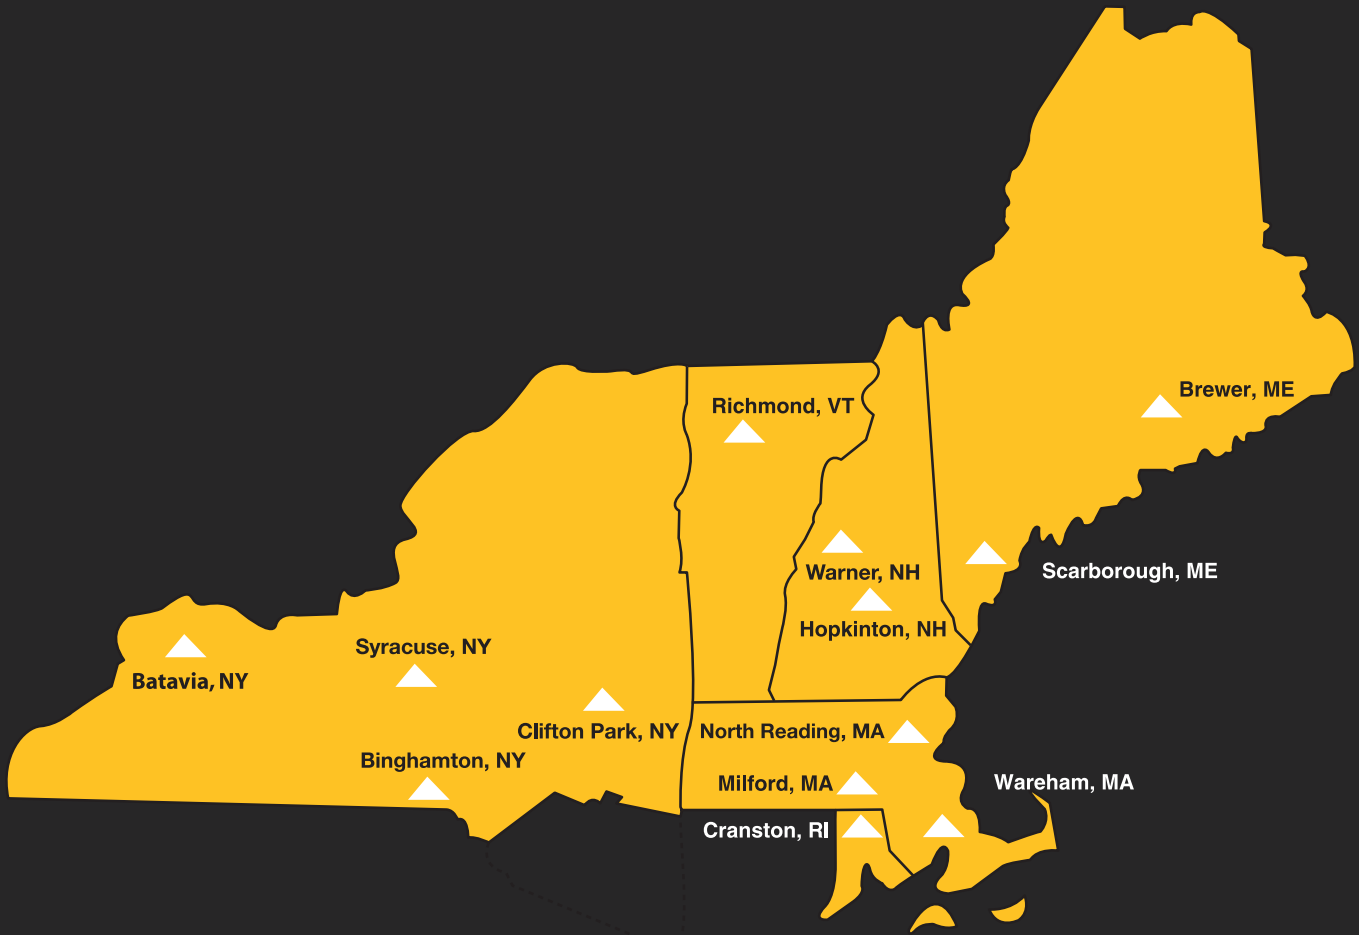 Brewer, ME
Richmond, VT
Scarborough, ME
Warner, NH
Hopkinton, NH
Syracuse, NY
Batavia, NY
Clifton Park, NY
North Reading, MA
Binghamton, NY
Milford, MA
Wareham, MA
Cranston, RI